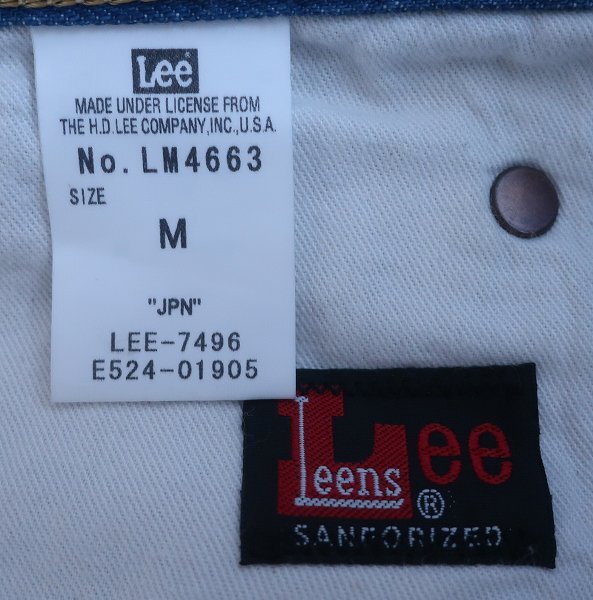 Lee
MADE UNDER LICENSE FROM
THE H.D. LEE COMPANY, INC., U.S.A.
No. LM4663
SIZE
M
"JPN"
LEE-7496
E524-01905
Lee
Leens
®
SANFORIZED